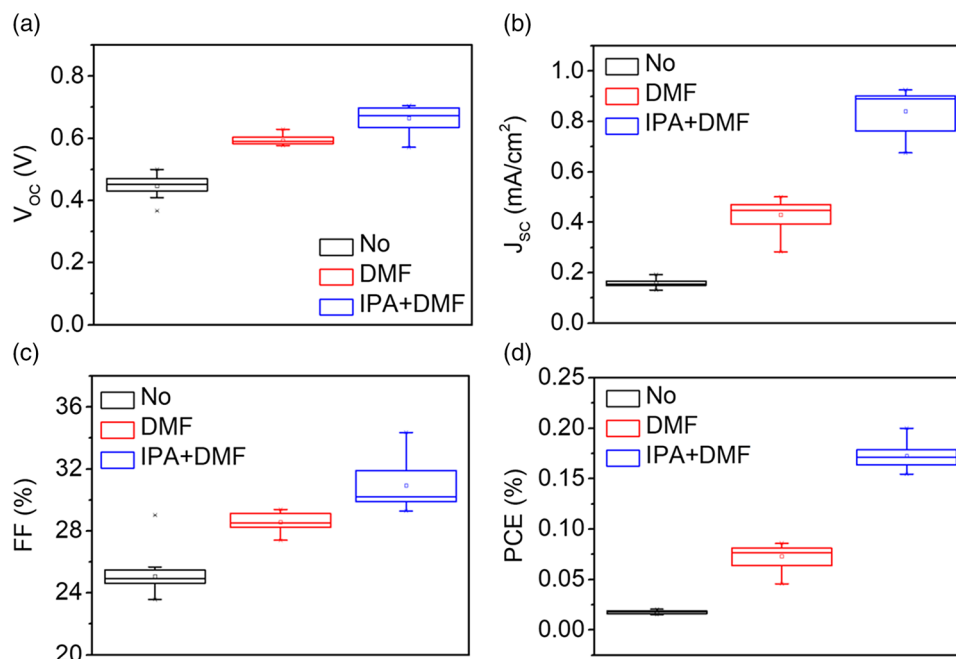 (a)
V_OC (V)
0.8
0.6
0.4
0.2
0.0
No
DMF
IPA+DMF
(b)
J_SC (mA/cm²)
1.0
0.8
0.6
0.4
0.2
0.0
No
DMF
IPA+DMF
(c)
FF (%)
36
32
28
24
20
No
DMF
IPA+DMF
(d)
PCE (%)
0.25
0.20
0.15
0.10
0.05
0.00
No
DMF
IPA+DMF